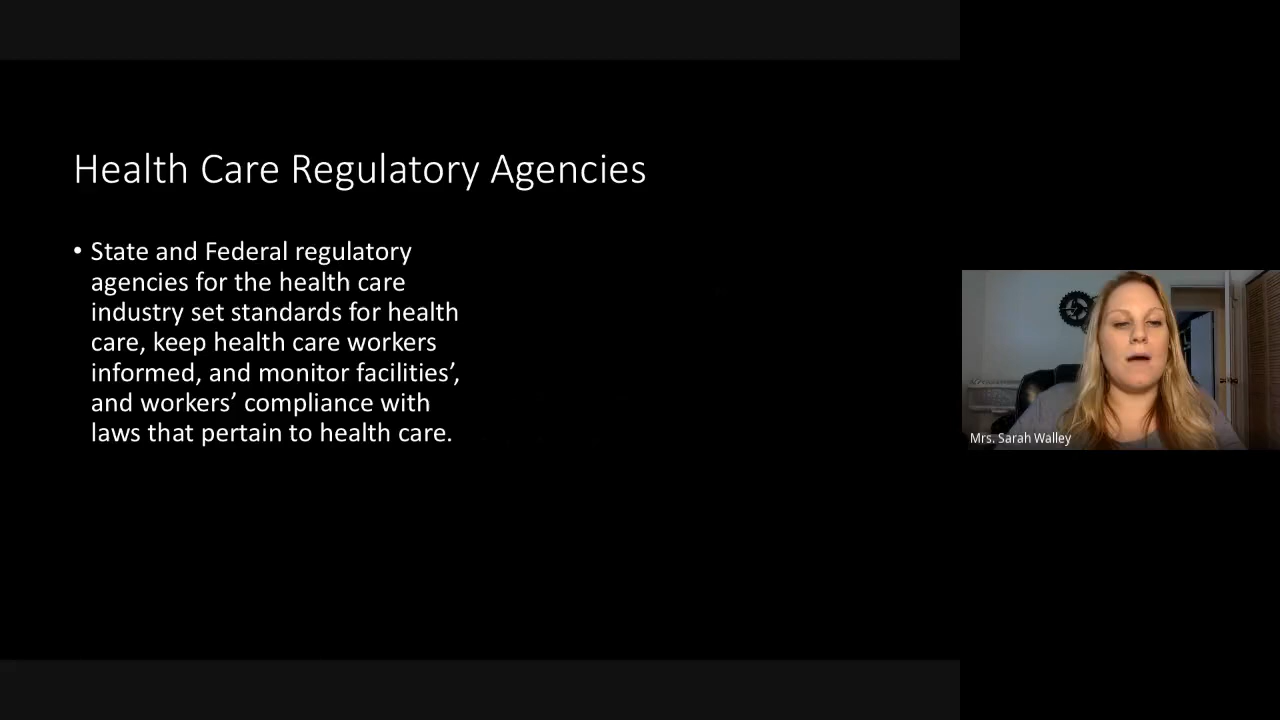 Health Care Regulatory Agencies
• State and Federal regulatory
agencies for the health care
industry set standards for health
care, keep health care workers
informed, and monitor facilities’,
and workers’ compliance with
laws that pertain to health care.
Mrs. Sarah Walley